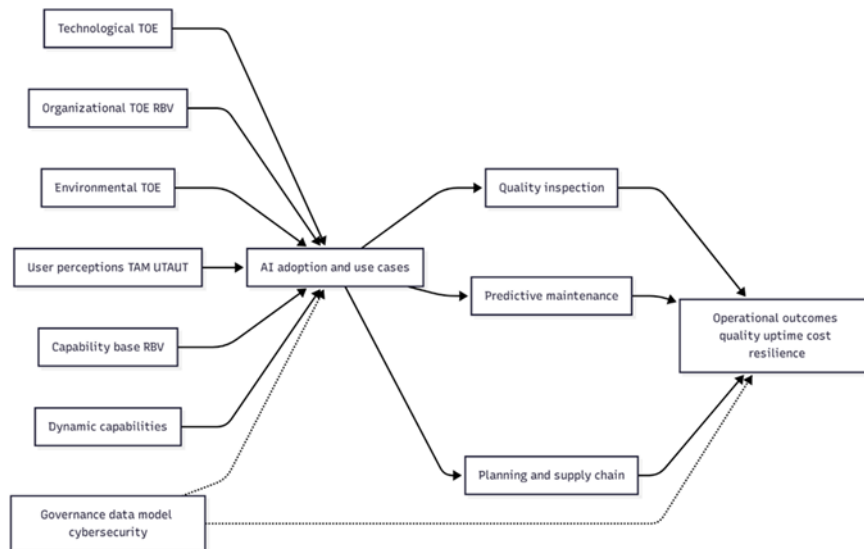 Technological TOE
Organizational TOE RBV
Environmental TOE
User perceptions TAM UTAUT
Capability base RBV
Dynamic capabilities
Governance data model
cybersecurity
AI adoption and use cases
Quality inspection
Predictive maintenance
Planning and supply chain
Operational outcomes
quality uptime cost
resilience